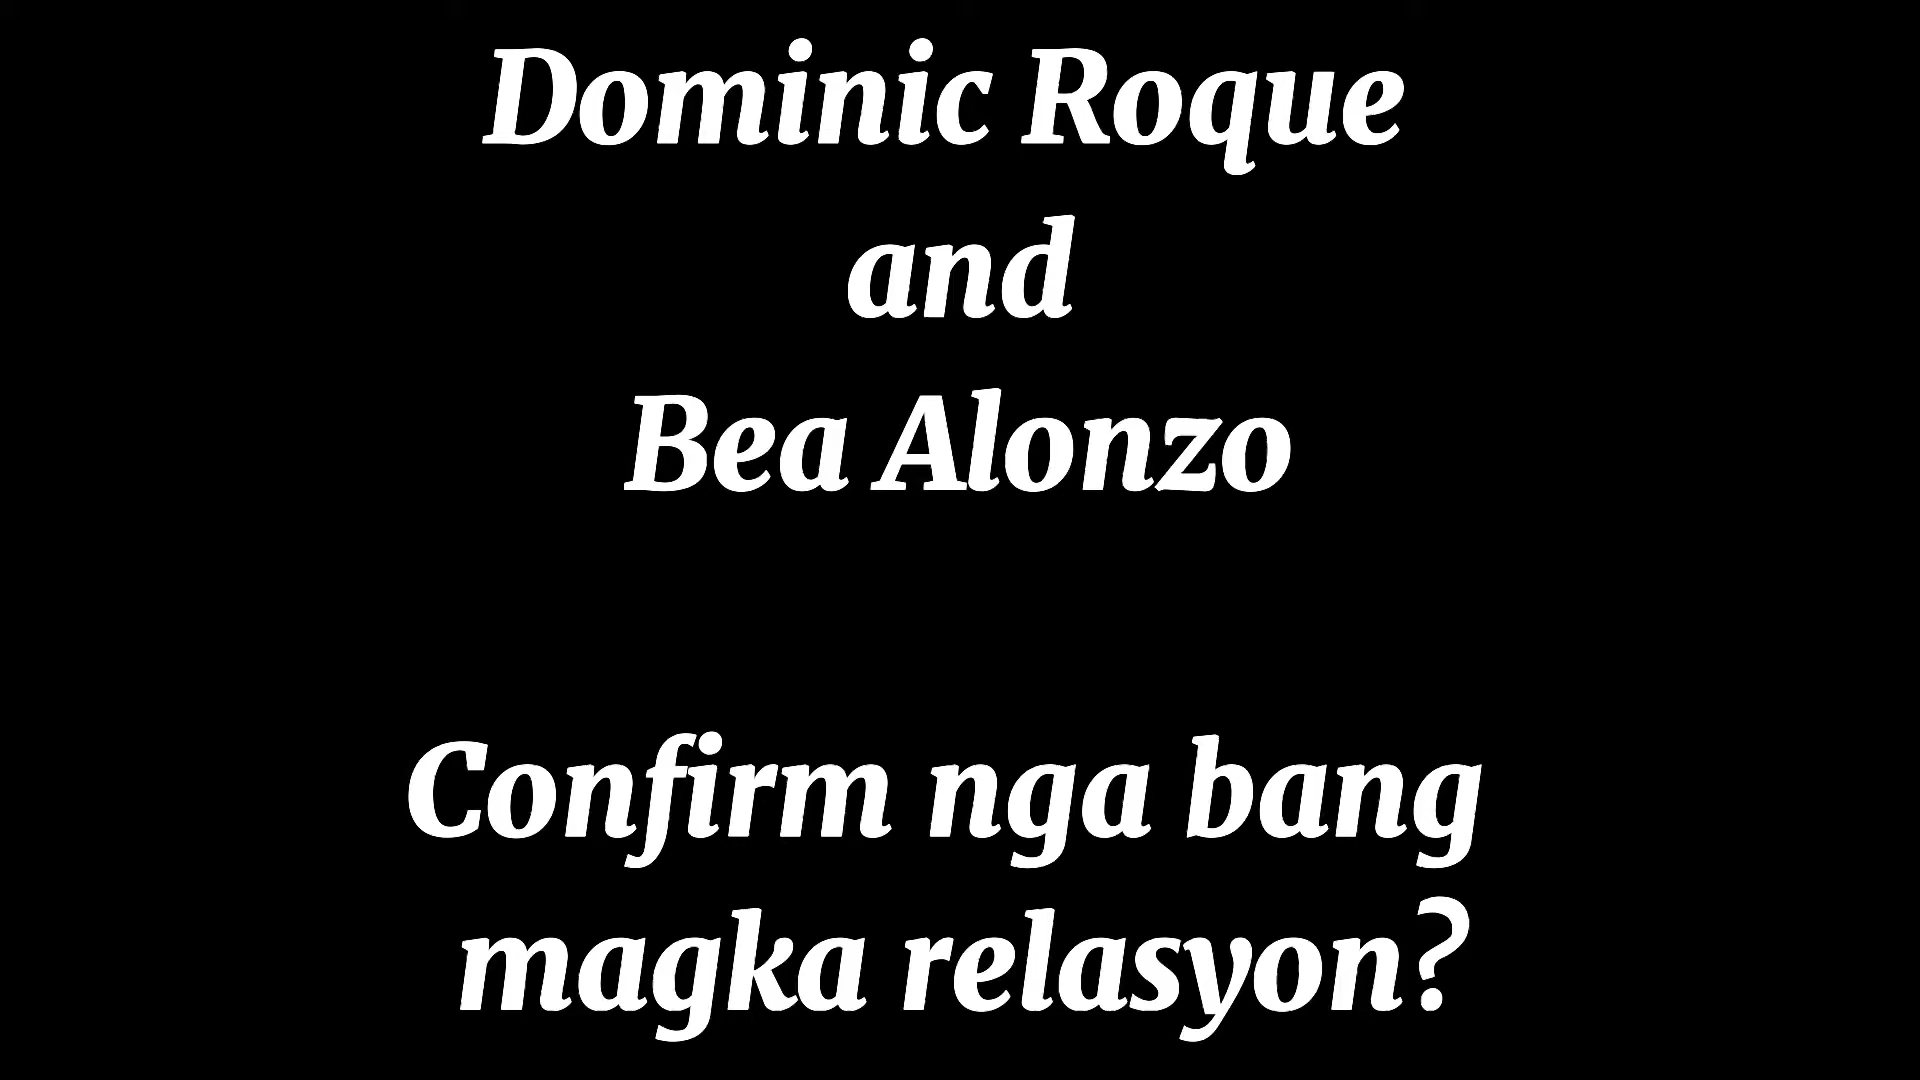 Dominic Roque
and
Bea Alonzo
Confirm nga bang
magka relasyon?